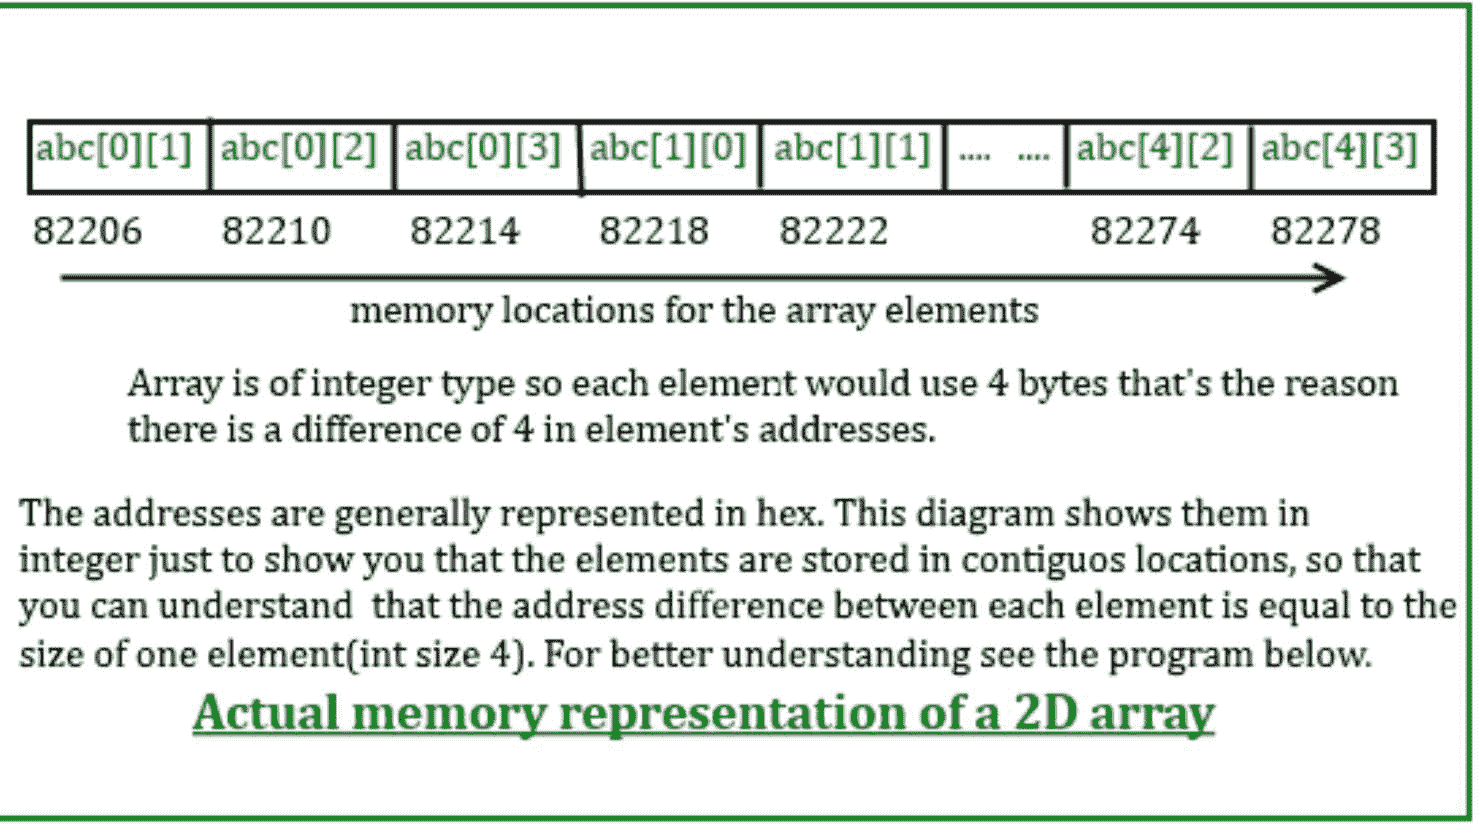 abc[0][1] abc[0][2] abc[0][3] abc[1][0] abc[1][1] .... .... abc[4][2] abc[4][3]
82206 82210 82214 82218 82222 82274 82278
memory locations for the array elements
Array is of integer type so each element would use 4 bytes that's the reason
there is a difference of 4 in element's addresses.
The addresses are generally represented in hex. This diagram shows them in
integer just to show you that the elements are stored in contiguos locations, so that
you can understand that the address difference between each element is equal to the
size of one element(int size 4). For better understanding see the program below.
Actual memory representation of a 2D array